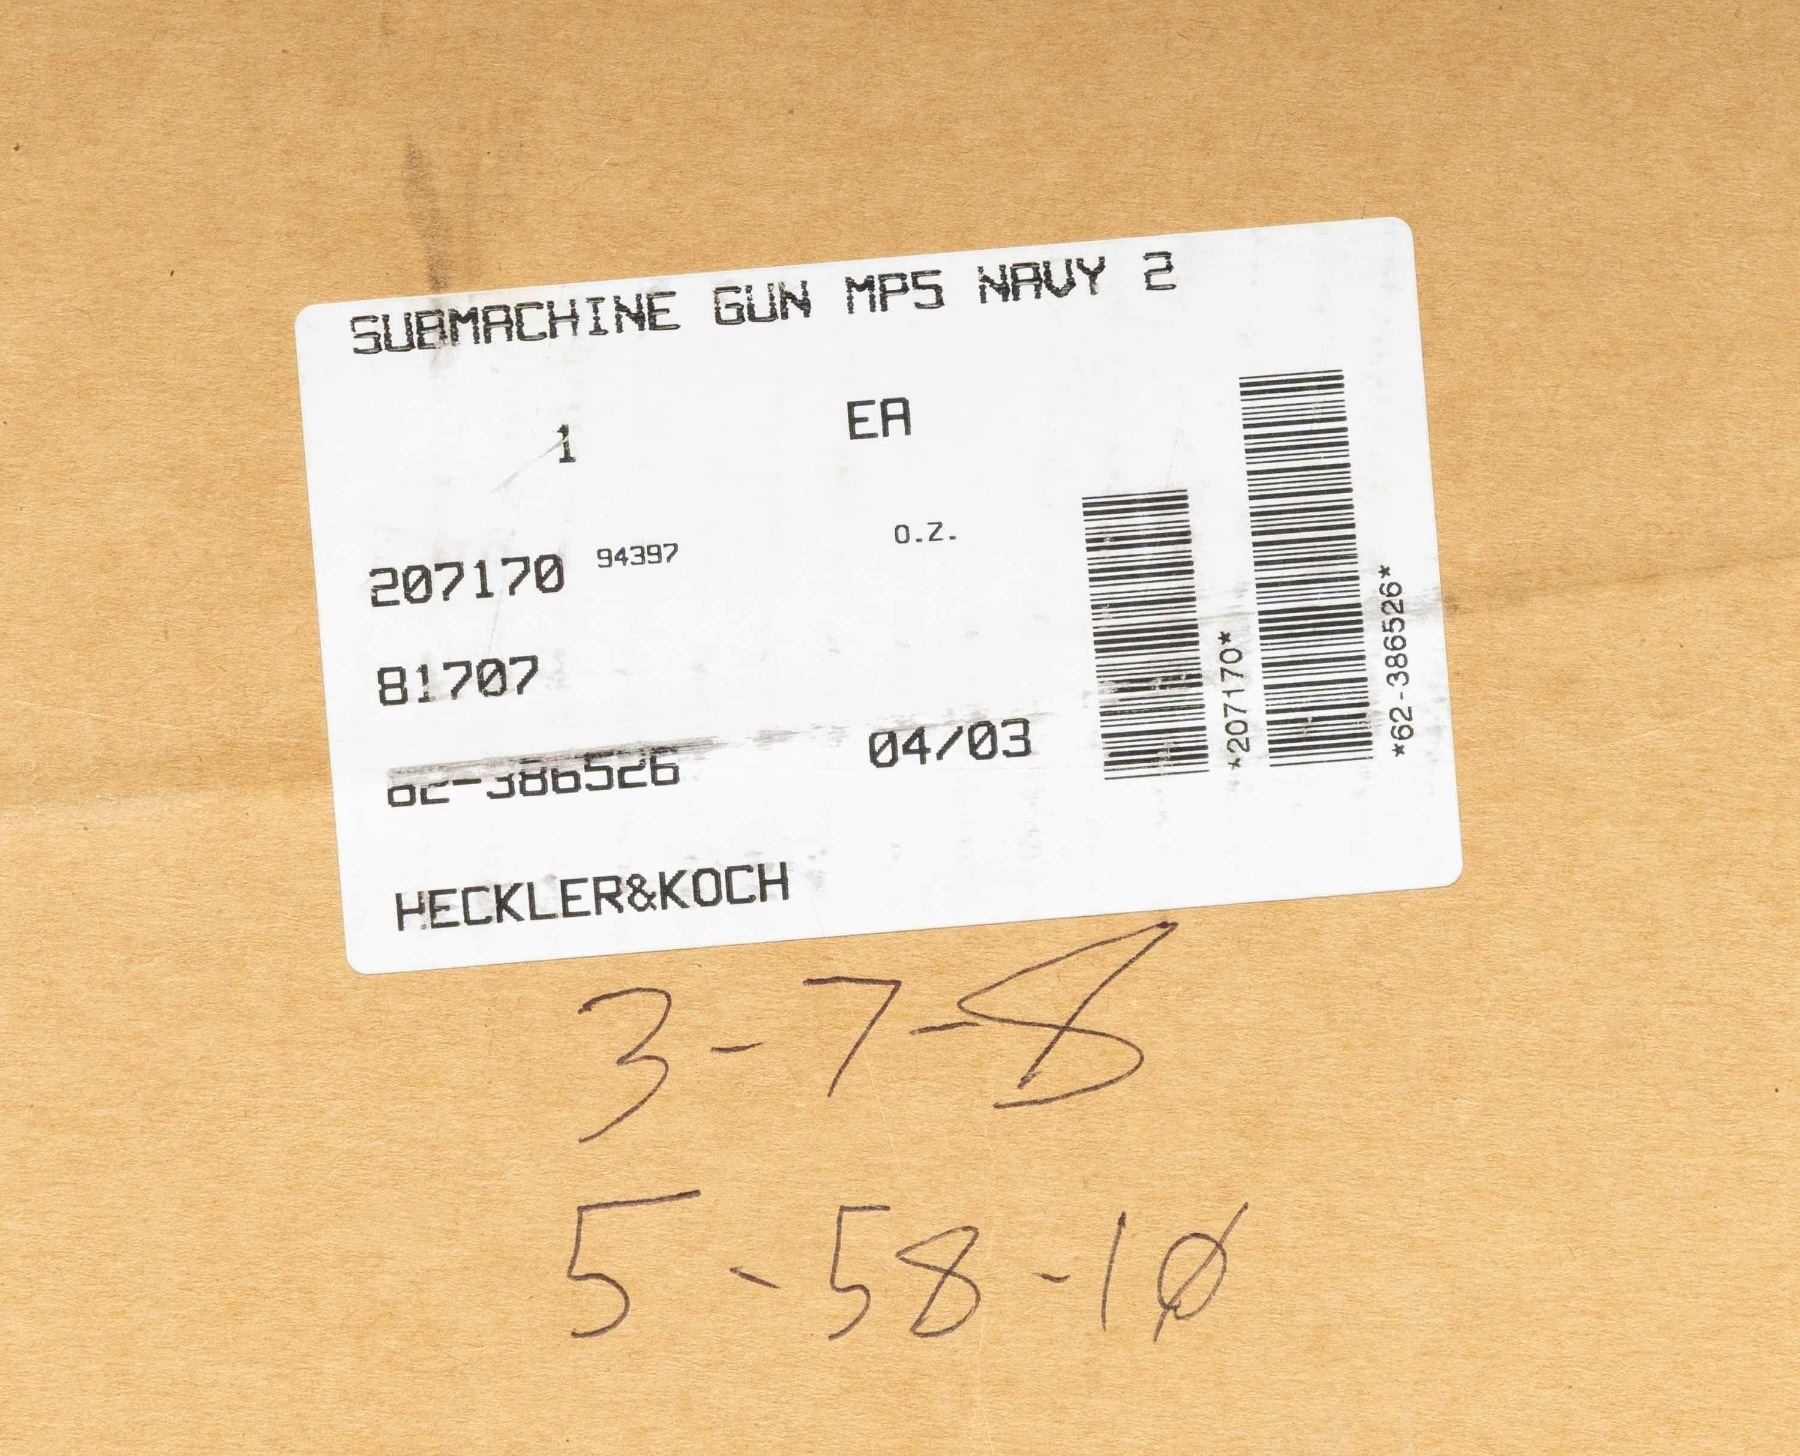 SUBMACHINE GUN MP5 NAVY 2
1 EA
207170 94397 O.Z.
81707
62-386526 04/03
HECKLER&KOCH
*207170*
*62-386526*
3-7-8
5-58-10